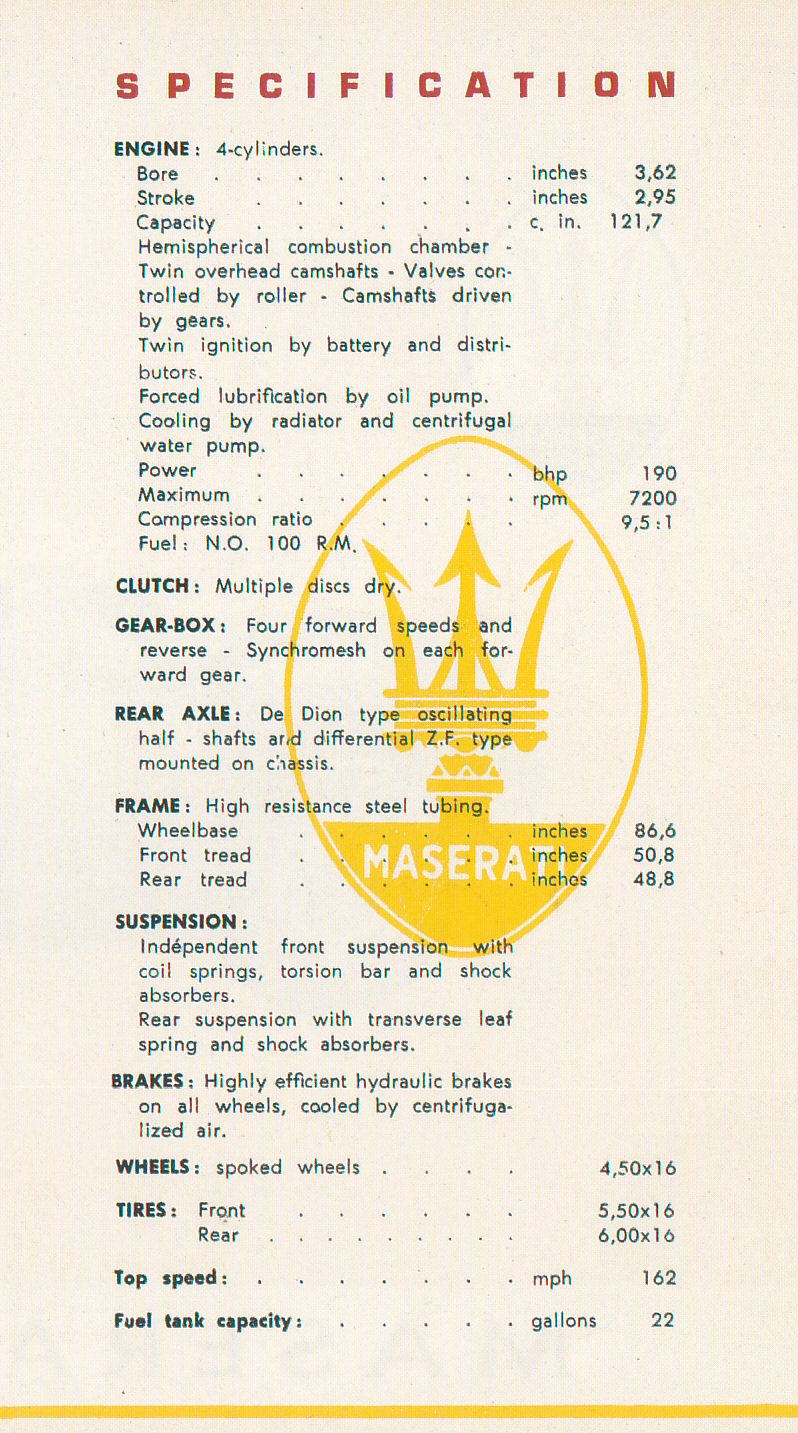 SPECIFICATION
ENGINE: 4-cylinders.
Bore . . . . . . . . inches 3,62
Stroke . . . . . . . inches 2,95
Capacity . . . . . . . c. in. 121,7
Hemispherical combustion chamber -
Twin overhead camshafts - Valves con-
trolled by roller - Camshafts driven
by gears.
Twin ignition by battery and distri-
butors.
Forced lubrification by oil pump.
Cooling by radiator and centrifugal
water pump.
Power . . . . . . . bhp 190
Maximum . . . . . . . rpm 7200
Compression ratio . . . . . 9,5:1
Fuel: N.O. 100 R.M.
CLUTCH: Multiple discs dry.
GEAR-BOX: Four forward speeds and
reverse - Synchromesh on each for-
ward gear.
REAR AXLE: De Dion type oscillating
half - shafts and differential Z.F. type
mounted on chassis.
FRAME: High resistance steel tubing.
Wheelbase . . . . . . inches 86,6
Front tread . . . . . . inches 50,8
Rear tread . . . . . . inches 48,8
MASERATI
SUSPENSION:
Indépendent front suspension with
coil springs, torsion bar and shock
absorbers.
Rear suspension with transverse leaf
spring and shock absorbers.
BRAKES: Highly efficient hydraulic brakes
on all wheels, cooled by centrifuga-
lized air.
WHEELS: spoked wheels . . . . 4,50x16
TIRES: Front . . . . . . 5,50x16
Rear . . . . . . . . . 6,00x16
Top speed: . . . . . . . mph 162
Fuel tank capacity: . . . . . gallons 22